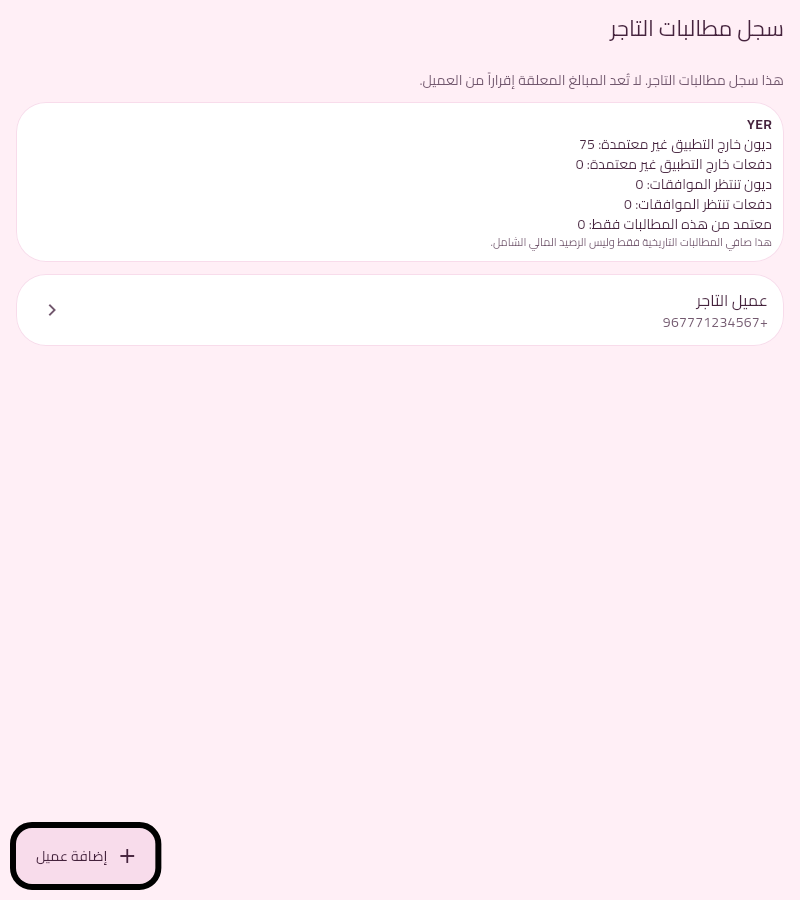 سجل مطالبات التاجر
هذا سجل مطالبات التاجر. لا تُعد المبالغ المعلقة إقراراً من العميل.
YER
ديون خارج التطبيق غير معتمدة: 75
دفعات خارج التطبيق غير معتمدة: 0
ديون تنتظر الموافقات: 0
دفعات تنتظر الموافقات: 0
معتمد من هذه المطالبات فقط: 0
هذا صافي المطالبات التاريخية فقط وليس الرصيد المالي الشامل.
عميل التاجر
967771234567+
إضافة عميل